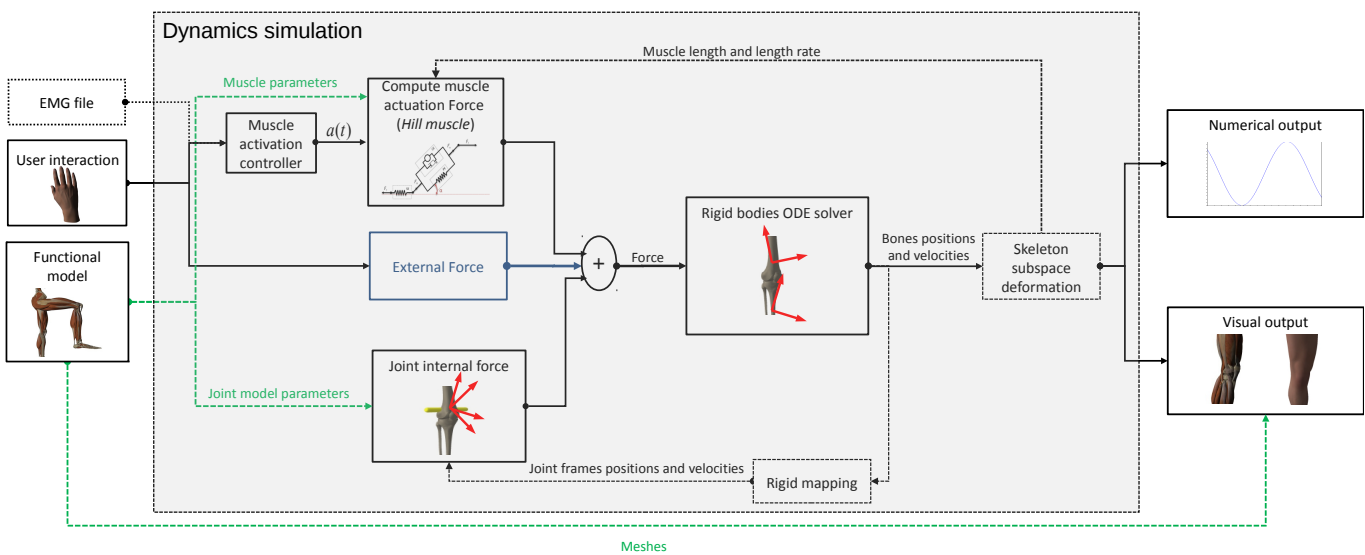 Dynamics simulation
Muscle length and length rate
Muscle parameters
EMG file
Compute muscle
actuation Force
(Hill muscle)
Muscle
activation
controller
a(t)
User interaction
Numerical output
Functional
model
External Force
+
Force
Rigid bodies ODE solver
Bones positions
and velocities
Skeleton
subspace
deformation
Visual output
Joint internal force
Joint model parameters
Joint frames positions and velocities
Rigid mapping
Meshes